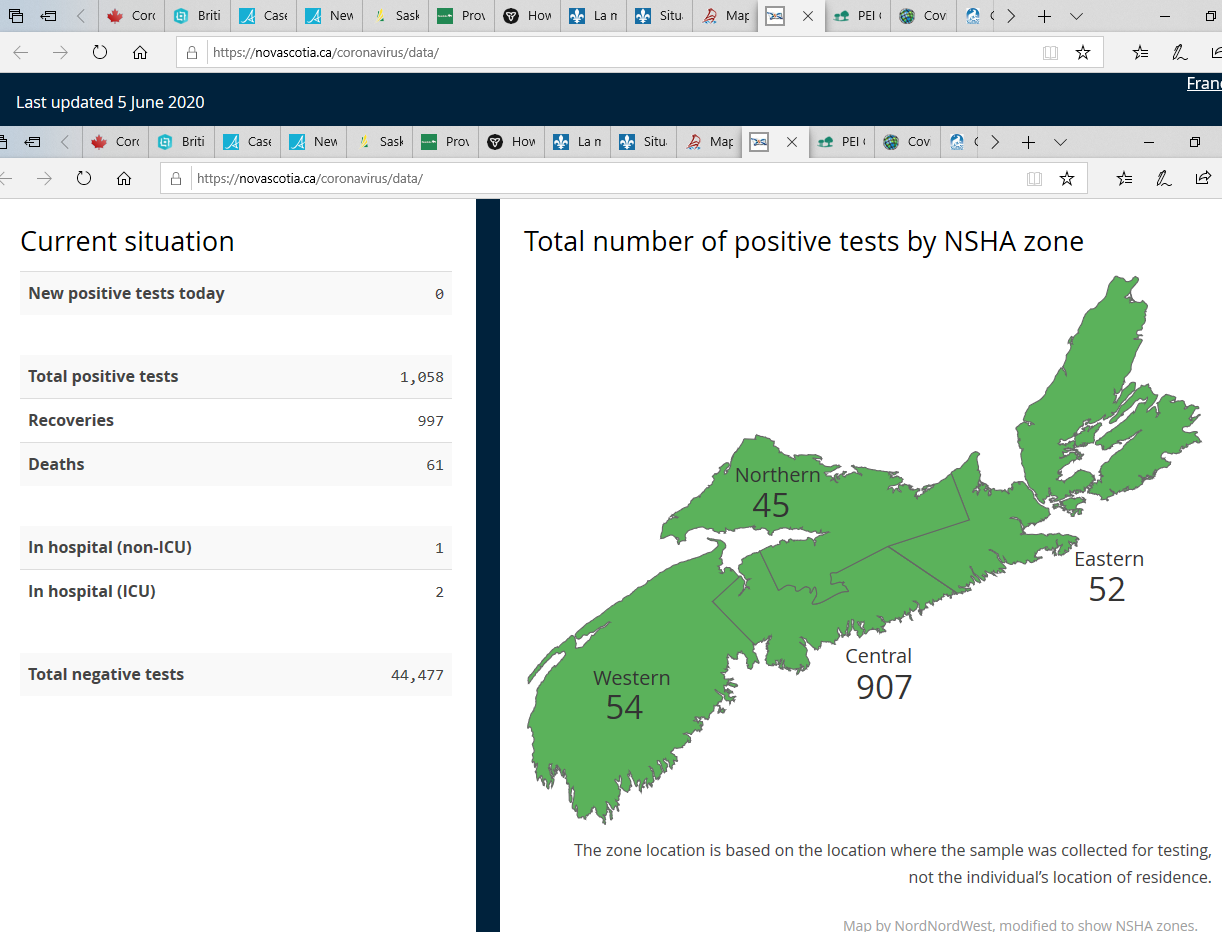 Corc
Briti
Case
New
Sask
Prov
How
La m
Situ
Map
PEI
Cov
https://novascotia.ca/coronavirus/data/
Last updated 5 June 2020
Franc
Corc
Briti
Case
New
Sask
Prov
How
La m
Situ
Map
PEI
Cov
https://novascotia.ca/coronavirus/data/
Current situation
New positive tests today 0
Total positive tests 1,058
Recoveries 997
Deaths 61
In hospital (non-ICU) 1
In hospital (ICU) 2
Total negative tests 44,477
Total number of positive tests by NSHA zone
Northern
45
Eastern
52
Central
907
Western
54
The zone location is based on the location where the sample was collected for testing,
not the individual’s location of residence.
Map by NordNordWest, modified to show NSHA zones.